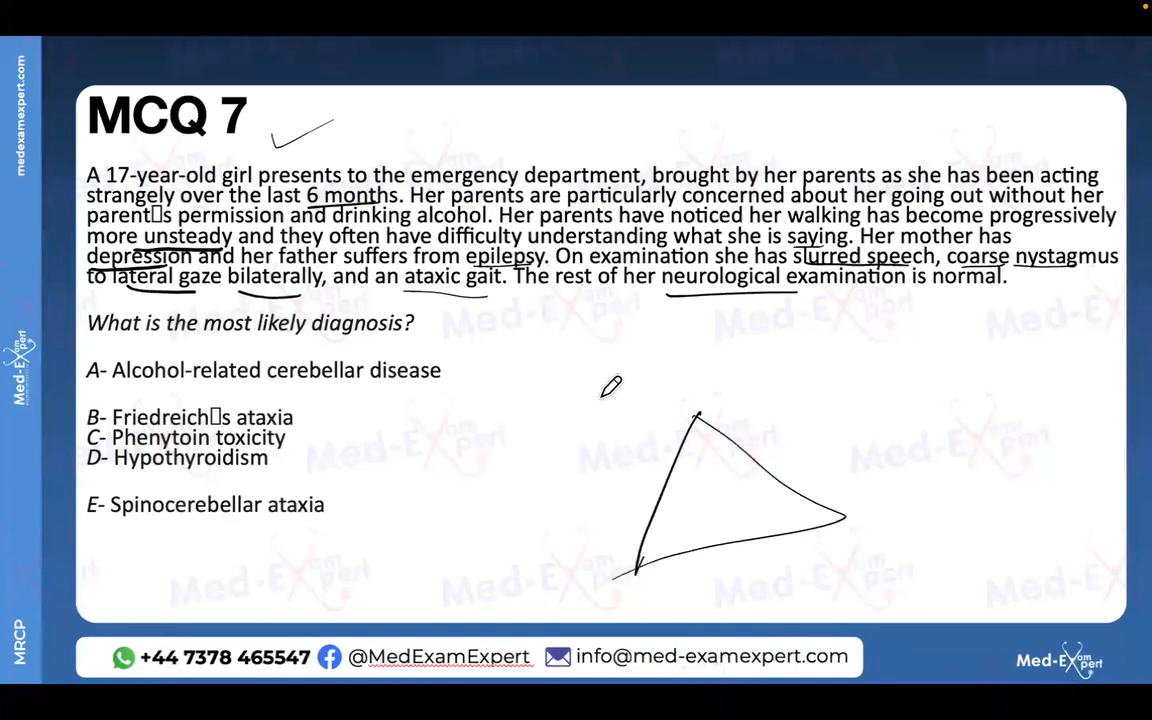 medexamexpert.com
Med-Expert
MRCP
MCQ 7
A 17-year-old girl presents to the emergency department, brought by her parents as she has been acting
strangely over the last 6 months. Her parents are particularly concerned about her going out without her
parent▯s permission and drinking alcohol. Her parents have noticed her walking has become progressively
more unsteady and they often have difficulty understanding what she is saying. Her mother has
depression and her father suffers from epilepsy. On examination she has slurred speech, coarse nystagmus
to lateral gaze bilaterally, and an ataxic gait. The rest of her neurological examination is normal.
What is the most likely diagnosis?
A- Alcohol-related cerebellar disease
B- Friedreich▯s ataxia
C- Phenytoin toxicity
D- Hypothyroidism
E- Spinocerebellar ataxia
+44 7378 465547 @MedExamExpert info@med-examexpert.com
Med-Exam expert